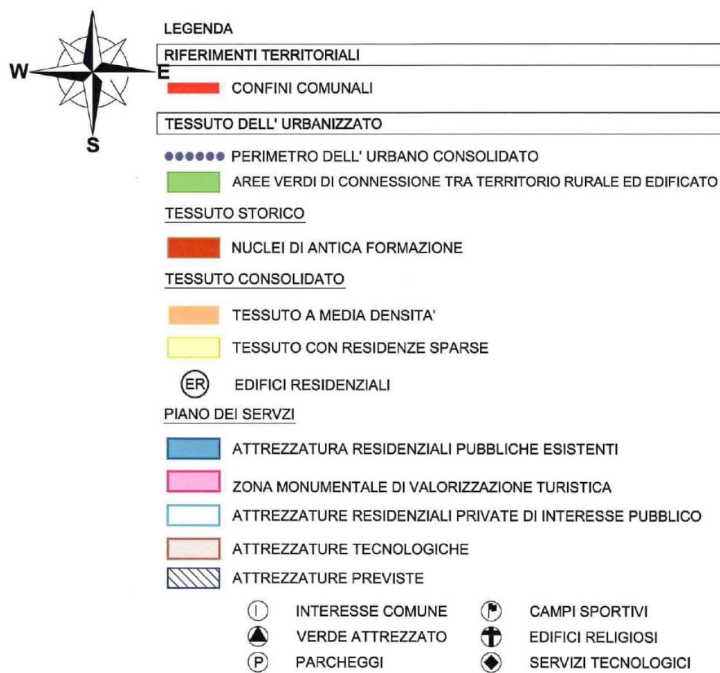 LEGENDA
RIFERIMENTI TERRITORIALI
W E
CONFINI COMUNALI
TESSUTO DELL' URBANIZZATO
S
PERIMETRO DELL' URBANO CONSOLIDATO
AREE VERDI DI CONNESSIONE TRA TERRITORIO RURALE ED EDIFICATO
TESSUTO STORICO
NUCLEI DI ANTICA FORMAZIONE
TESSUTO CONSOLIDATO
TESSUTO A MEDIA DENSITA'
TESSUTO CON RESIDENZE SPARSE
ER EDIFICI RESIDENZIALI
PIANO DEI SERVZI
ATTREZZATURA RESIDENZIALI PUBBLICHE ESISTENTI
ZONA MONUMENTALE DI VALORIZZAZIONE TURISTICA
ATTREZZATURE RESIDENZIALI PRIVATE DI INTERESSE PUBBLICO
ATTREZZATURE TECNOLOGICHE
ATTREZZATURE PREVISTE
I INTERESSE COMUNE CAMPI SPORTIVI
VERDE ATTREZZATO EDIFICI RELIGIOSI
P PARCHEGGI SERVIZI TECNOLOGICI